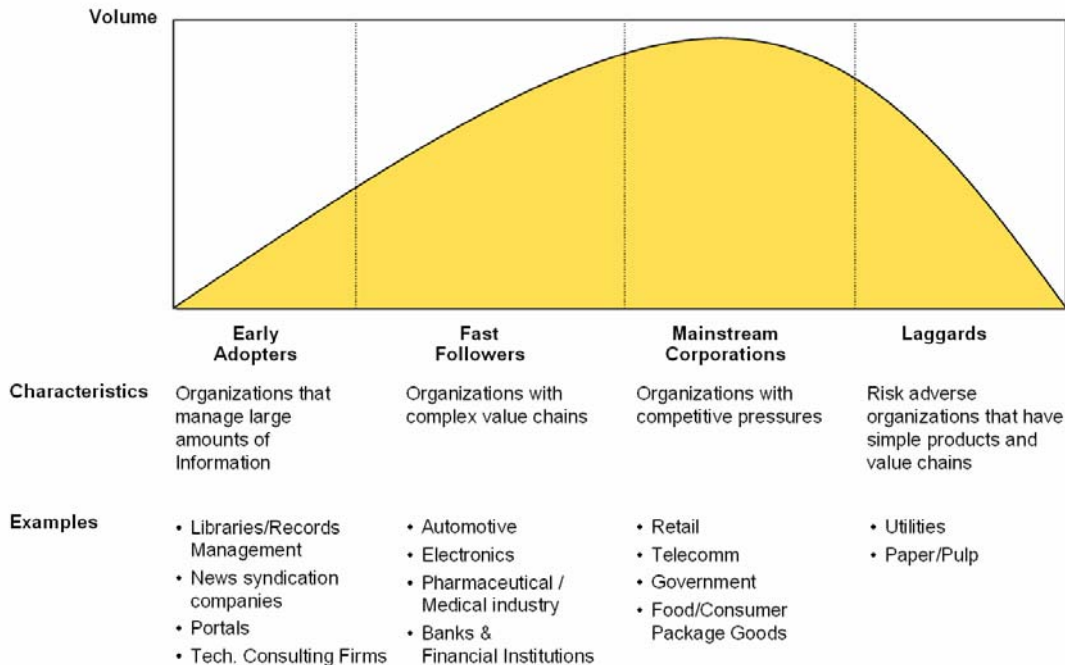 Volume
Early
Adopters
Fast
Followers
Mainstream
Corporations
Laggards
Characteristics
Organizations that
manage large
amounts of
Information
Organizations with
complex value chains
Organizations with
competitive pressures
Risk adverse
organizations that have
simple products and
value chains
Examples
• Libraries/Records
Management
• News syndication
companies
• Portals
• Tech. Consulting Firms
• Automotive
• Electronics
• Pharmaceutical /
Medical industry
• Banks &
Financial Institutions
• Retail
• Telecomm
• Government
• Food/Consumer
Package Goods
• Utilities
• Paper/Pulp